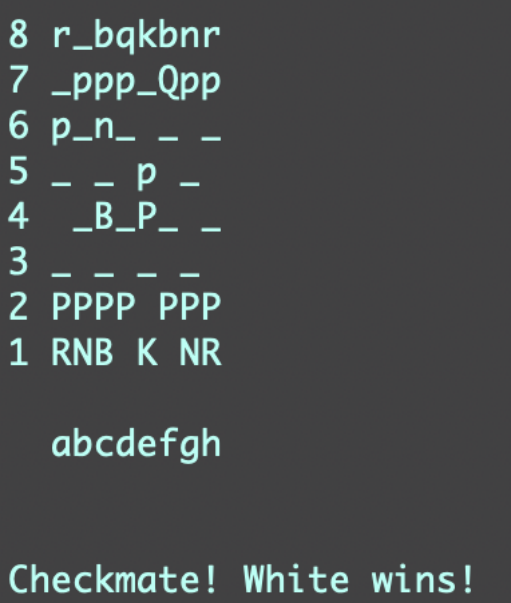 8 r_bqkbnr
7 _ppp_Qpp
6 p_n_ _ _
5 _ _ p _
4  _B_P_ _
3 _ _ _ _
2 PPPP PPP
1 RNB K NR
abcdefgh
Checkmate! White wins!